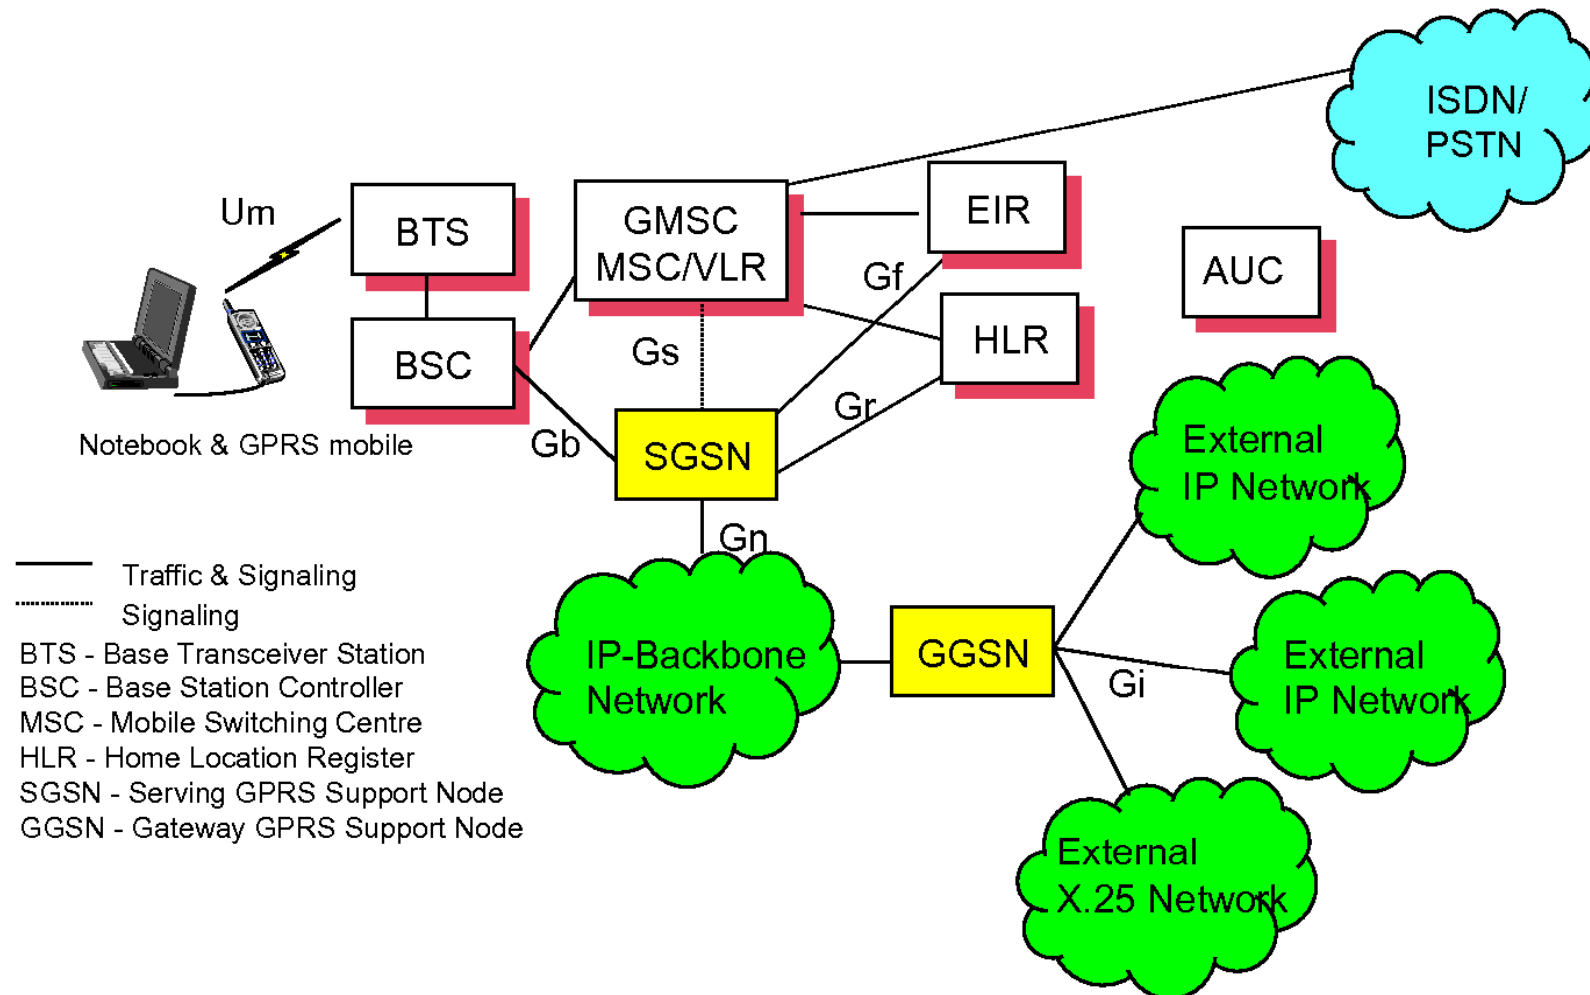 ISDN/
PSTN
Um
BTS
GMSC
MSC/VLR
EIR
AUC
Gf
BSC
Gs
HLR
Gr
Notebook & GPRS mobile
Gb
SGSN
External
IP Network
Gn
Traffic & Signaling
Signaling
BTS - Base Transceiver Station
BSC - Base Station Controller
MSC - Mobile Switching Centre
HLR - Home Location Register
SGSN - Serving GPRS Support Node
GGSN - Gateway GPRS Support Node
IP-Backbone
Network
GGSN
Gi
External
IP Network
External
X.25 Network